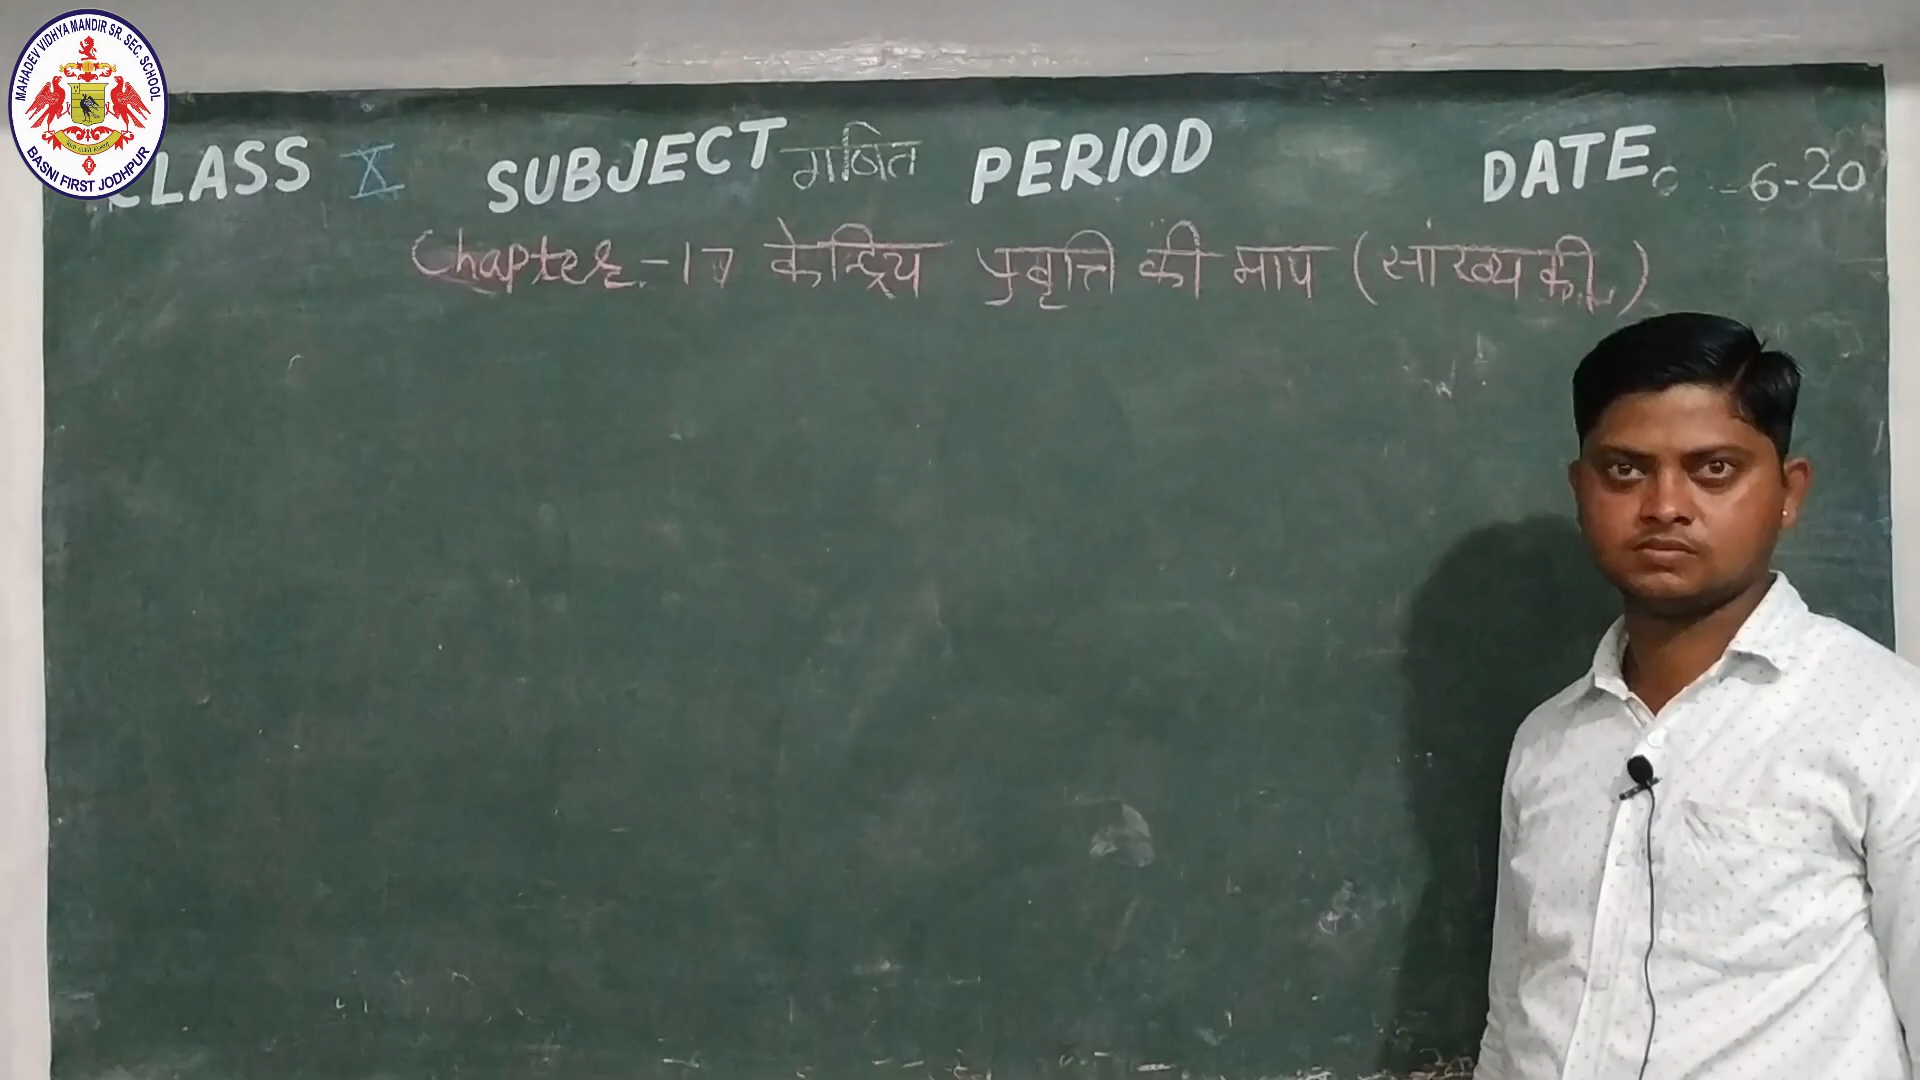 MAHADEV VIDHYA MANDIR SR. SEC. SCHOOL
BASNI FIRST JODHPUR
CLASS X SUBJECT गणित PERIOD DATE -6-20
Chapter-17 केन्द्रिय प्रवृत्ति की माप (सांख्यकी)